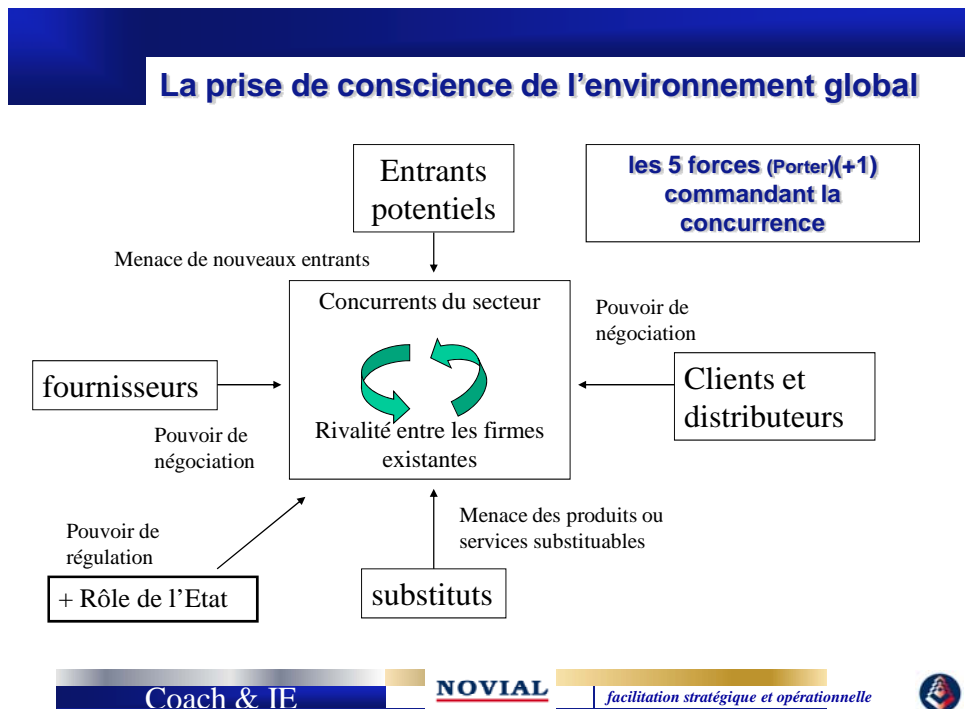 La prise de conscience de l’environnement global
Entrants
potentiels
les 5 forces (Porter)(+1)
commandant la
concurrence
Menace de nouveaux entrants
Concurrents du secteur
Pouvoir de
négociation
fournisseurs
Clients et
distributeurs
Pouvoir de
négociation
Rivalité entre les firmes
existantes
Pouvoir de
régulation
Menace des produits ou
services substituables
+ Rôle de l’Etat
substituts
Coach & IE
NOVIAL
facilitation stratégique et opérationnelle